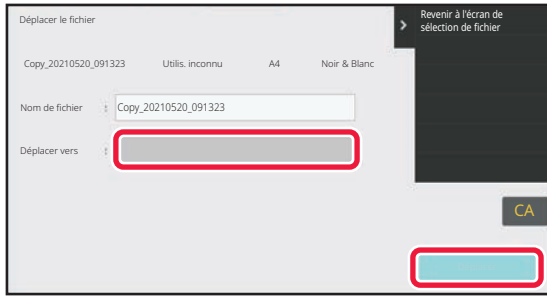 Déplacer le fichier
Revenir à l'écran de
sélection de fichier
Copy_20210520_091323 Utilis. inconnu A4 Noir & Blanc
Nom de fichier : Copy_20210520_091323
Déplacer vers :
CA